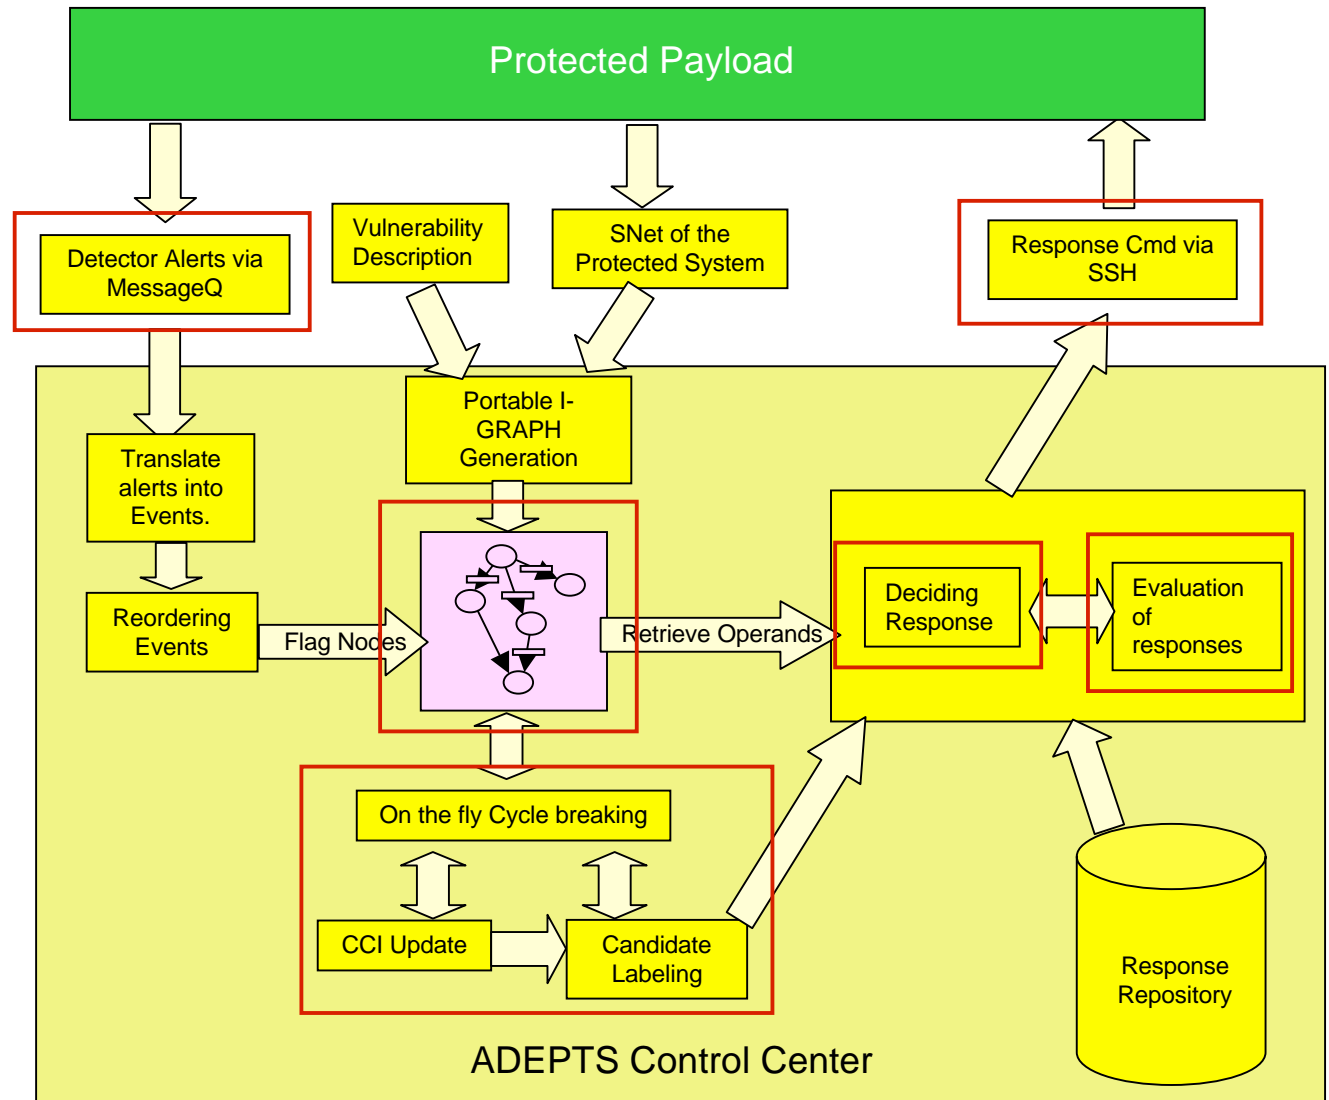 Protected Payload
Detector Alerts via
MessageQ
Vulnerability
Description
SNet of the
Protected System
Response Cmd via
SSH
Portable I-
GRAPH
Generation
Translate
alerts into
Events.
Reordering
Events
Flag Nodes
Retrieve Operands
Deciding
Response
Evaluation
of
responses
On the fly Cycle breaking
CCI Update
Candidate
Labeling
Response
Repository
ADEPTS Control Center